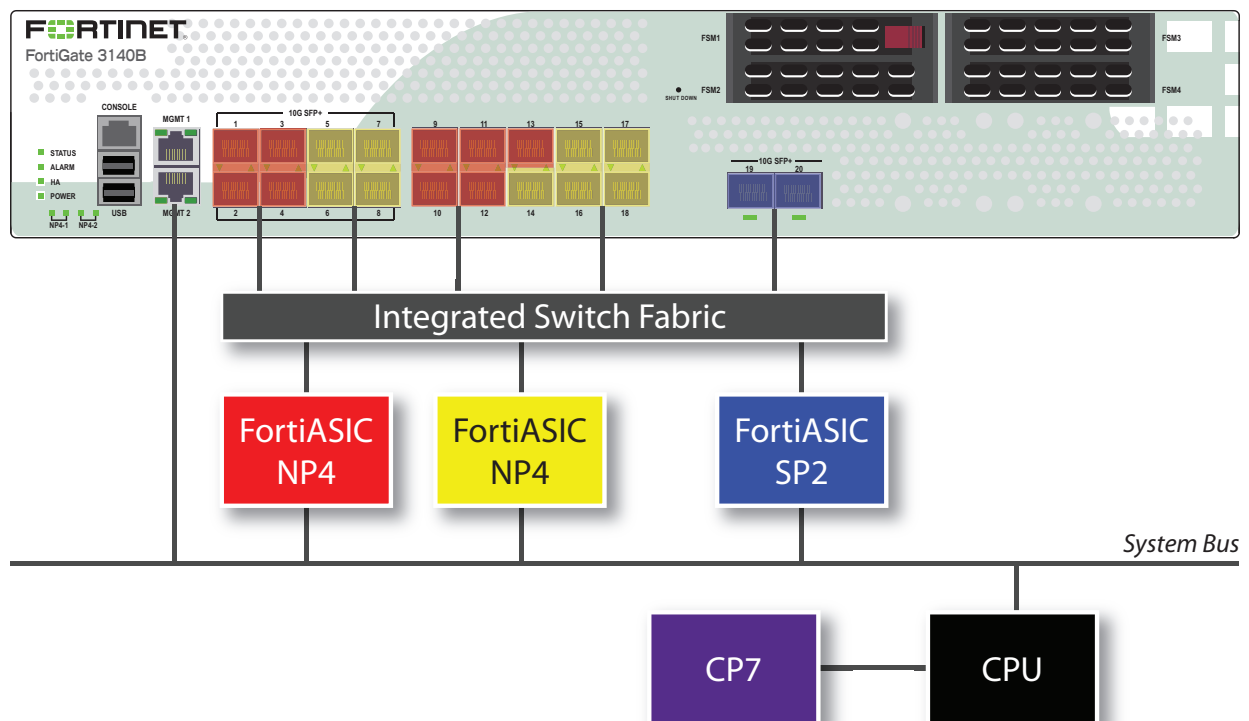 FORTINET
FortiGate 3140B
FSM1
FSM3
SHUT DOWN
FSM2
FSM4
CONSOLE
MGMT 1
10G SFP+
1 3 5 7
9 11 13 15 17
STATUS
ALARM
HA
POWER
10G SFP+
19 20
USB
MGMT 2
2 4 6 8
10 12 14 16 18
NP4-1 NP4-2
Integrated Switch Fabric
FortiASIC
NP4
FortiASIC
NP4
FortiASIC
SP2
System Bus
CP7
CPU